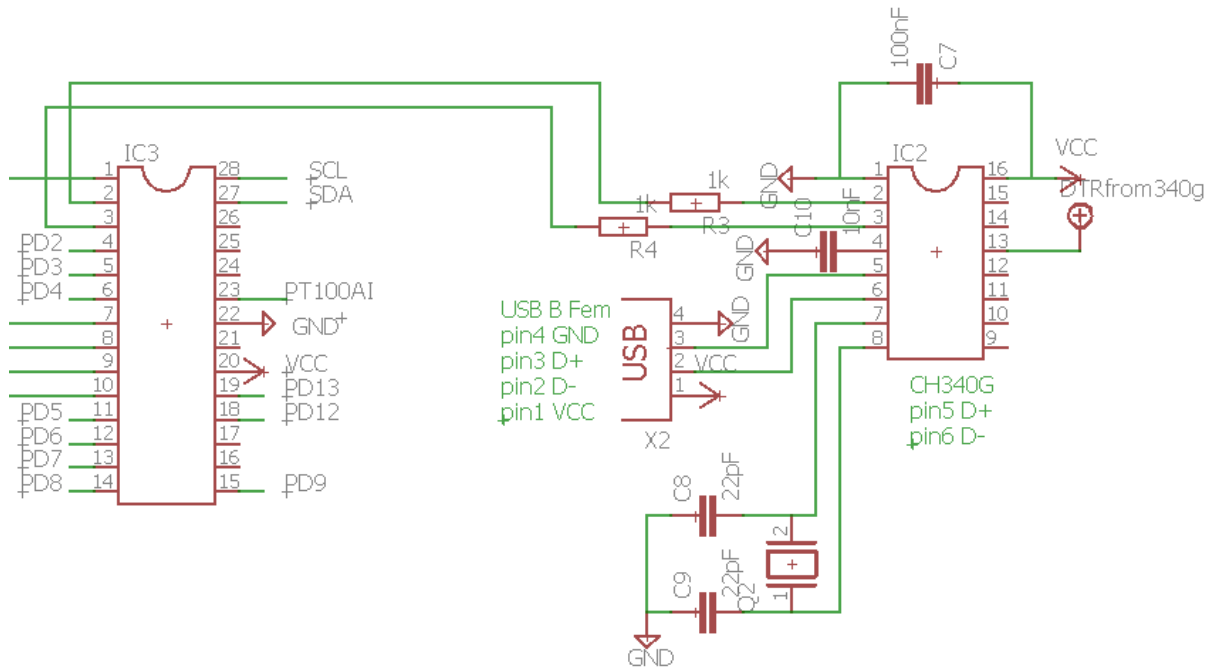 100nF
C7
IC3
1
28
SCL
2
27
SDA
3
26
PD2
4
25
PD3
5
24
PD4
6
23
PT100AI
7
22
GND
8
21
9
20
VCC
10
19
PD13
PD5
11
18
PD12
PD6
12
17
PD7
13
16
PD8
14
15
PD9
1k
R3
1k
R4
GND
C10
10nF
GND
IC2
1
16
VCC
2
15
DTRfrom340g
3
14
4
13
5
12
6
11
7
10
8
9
USB B Fem
pin4 GND
pin3 D+
pin2 D-
pin1 VCC
USB
4
3
2
1
GND
VCC
X2
CH340G
pin5 D+
pin6 D-
C8
22pF
2
C9
22pF
Q2
1
GND